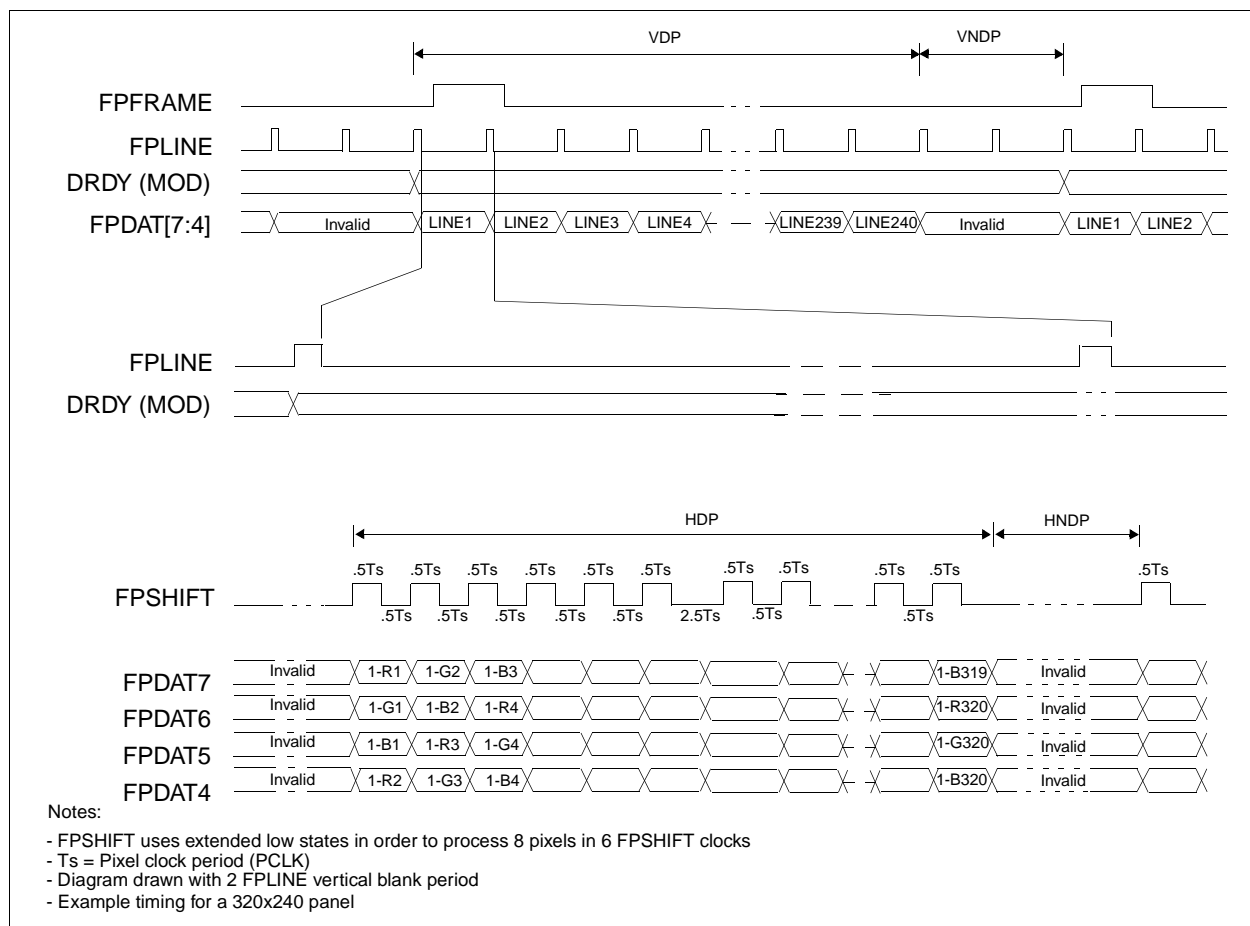 VDP VNDP
FPFRAME
FPLINE
DRDY (MOD)
FPDAT[7:4] Invalid LINE1 LINE2 LINE3 LINE4 LINE239 LINE240 Invalid LINE1 LINE2
FPLINE
DRDY (MOD)
HDP HNDP
.5Ts .5Ts .5Ts .5Ts .5Ts .5Ts .5Ts .5Ts .5Ts .5Ts .5Ts
FPSHIFT
.5Ts .5Ts .5Ts .5Ts .5Ts 2.5Ts .5Ts .5Ts
FPDAT7 Invalid 1-R1 1-G2 1-B3 1-B319 Invalid
FPDAT6 Invalid 1-G1 1-B2 1-R4 1-R320 Invalid
FPDAT5 Invalid 1-B1 1-R3 1-G4 1-G320 Invalid
FPDAT4 Invalid 1-R2 1-G3 1-B4 1-B320 Invalid
Notes:
- FPSHIFT uses extended low states in order to process 8 pixels in 6 FPSHIFT clocks
- Ts = Pixel clock period (PCLK)
- Diagram drawn with 2 FPLINE vertical blank period
- Example timing for a 320x240 panel